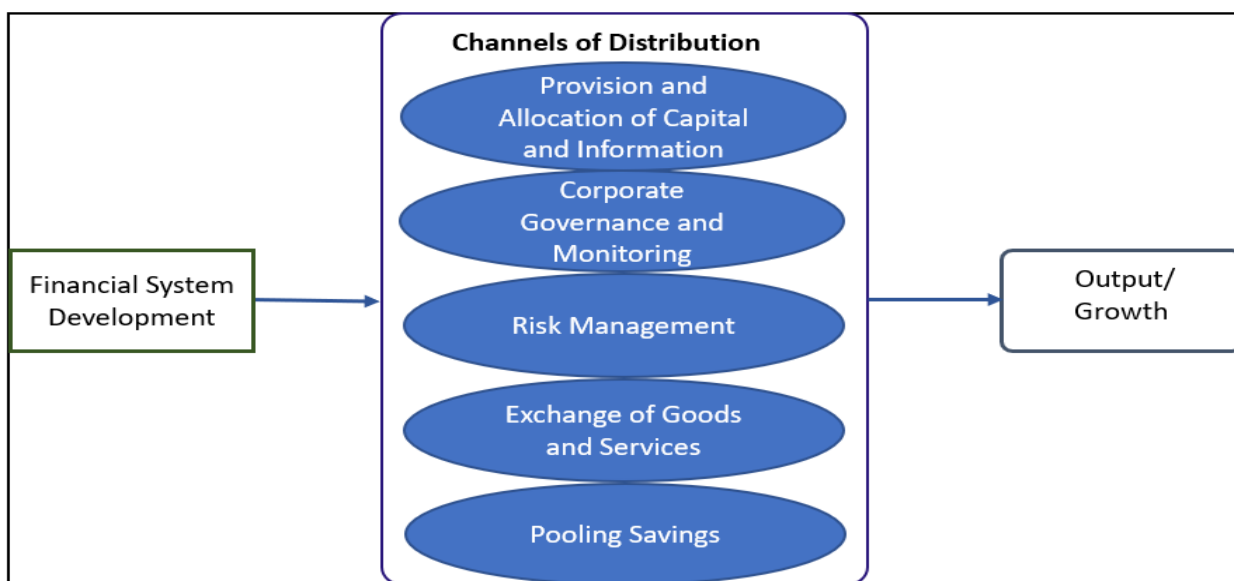 Channels of Distribution
Provision and
Allocation of Capital
and Information
Corporate
Governance and
Monitoring
Financial System
Development
Risk Management
Output/
Growth
Exchange of Goods
and Services
Pooling Savings